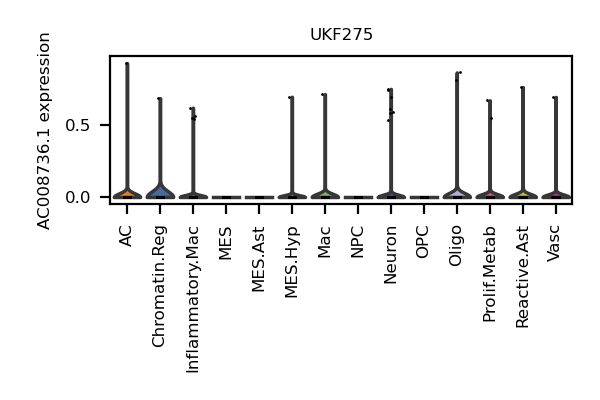 UKF275
AC008736.1 expression
0.5
0.0
AC
Chromatin.Reg
Inflammatory.Mac
MES
MES.Ast
MES.Hyp
Mac
NPC
Neuron
OPC
Oligo
Prolif.Metab
Reactive.Ast
Vasc